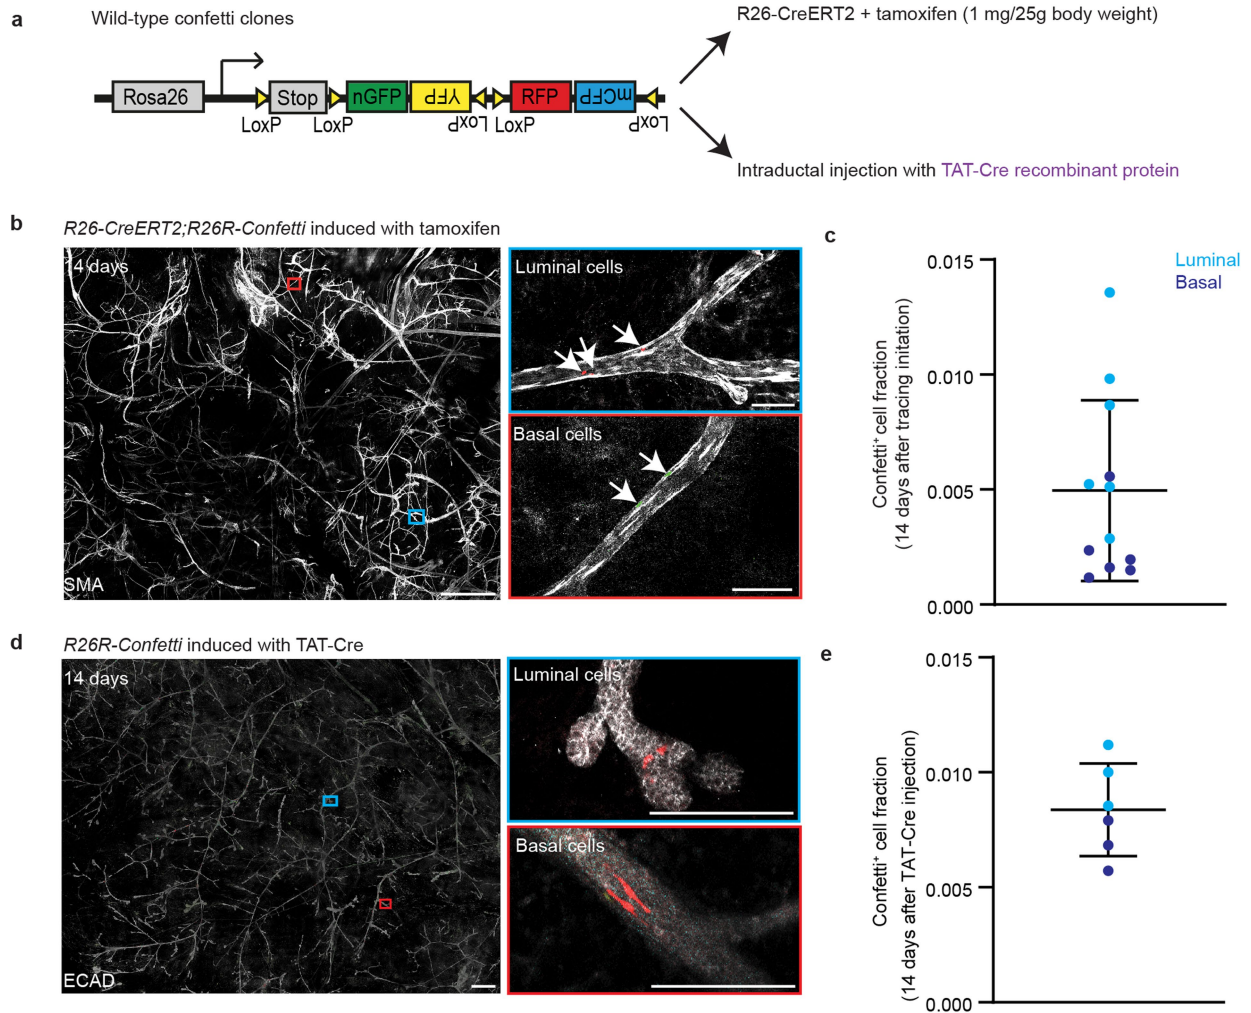 a
Wild-type confetti clones
R26-CreERT2 + tamoxifen (1 mg/25g body weight)
Rosa26
Stop
nGFP
YFP
RFP
mCFP
LoxP
LoxP
LoxP
LoxP
LoxP
Intraductal injection with TAT-Cre recombinant protein
b
R26-CreERT2;R26R-Confetti induced with tamoxifen
14 days
SMA
Luminal cells
Basal cells
c
Confetti⁺ cell fraction
(14 days after tracing initation)
0.015
0.010
0.005
0.000
Luminal
Basal
d
R26R-Confetti induced with TAT-Cre
14 days
ECAD
Luminal cells
Basal cells
e
Confetti⁺ cell fraction
(14 days after TAT-Cre injection)
0.015
0.010
0.005
0.000